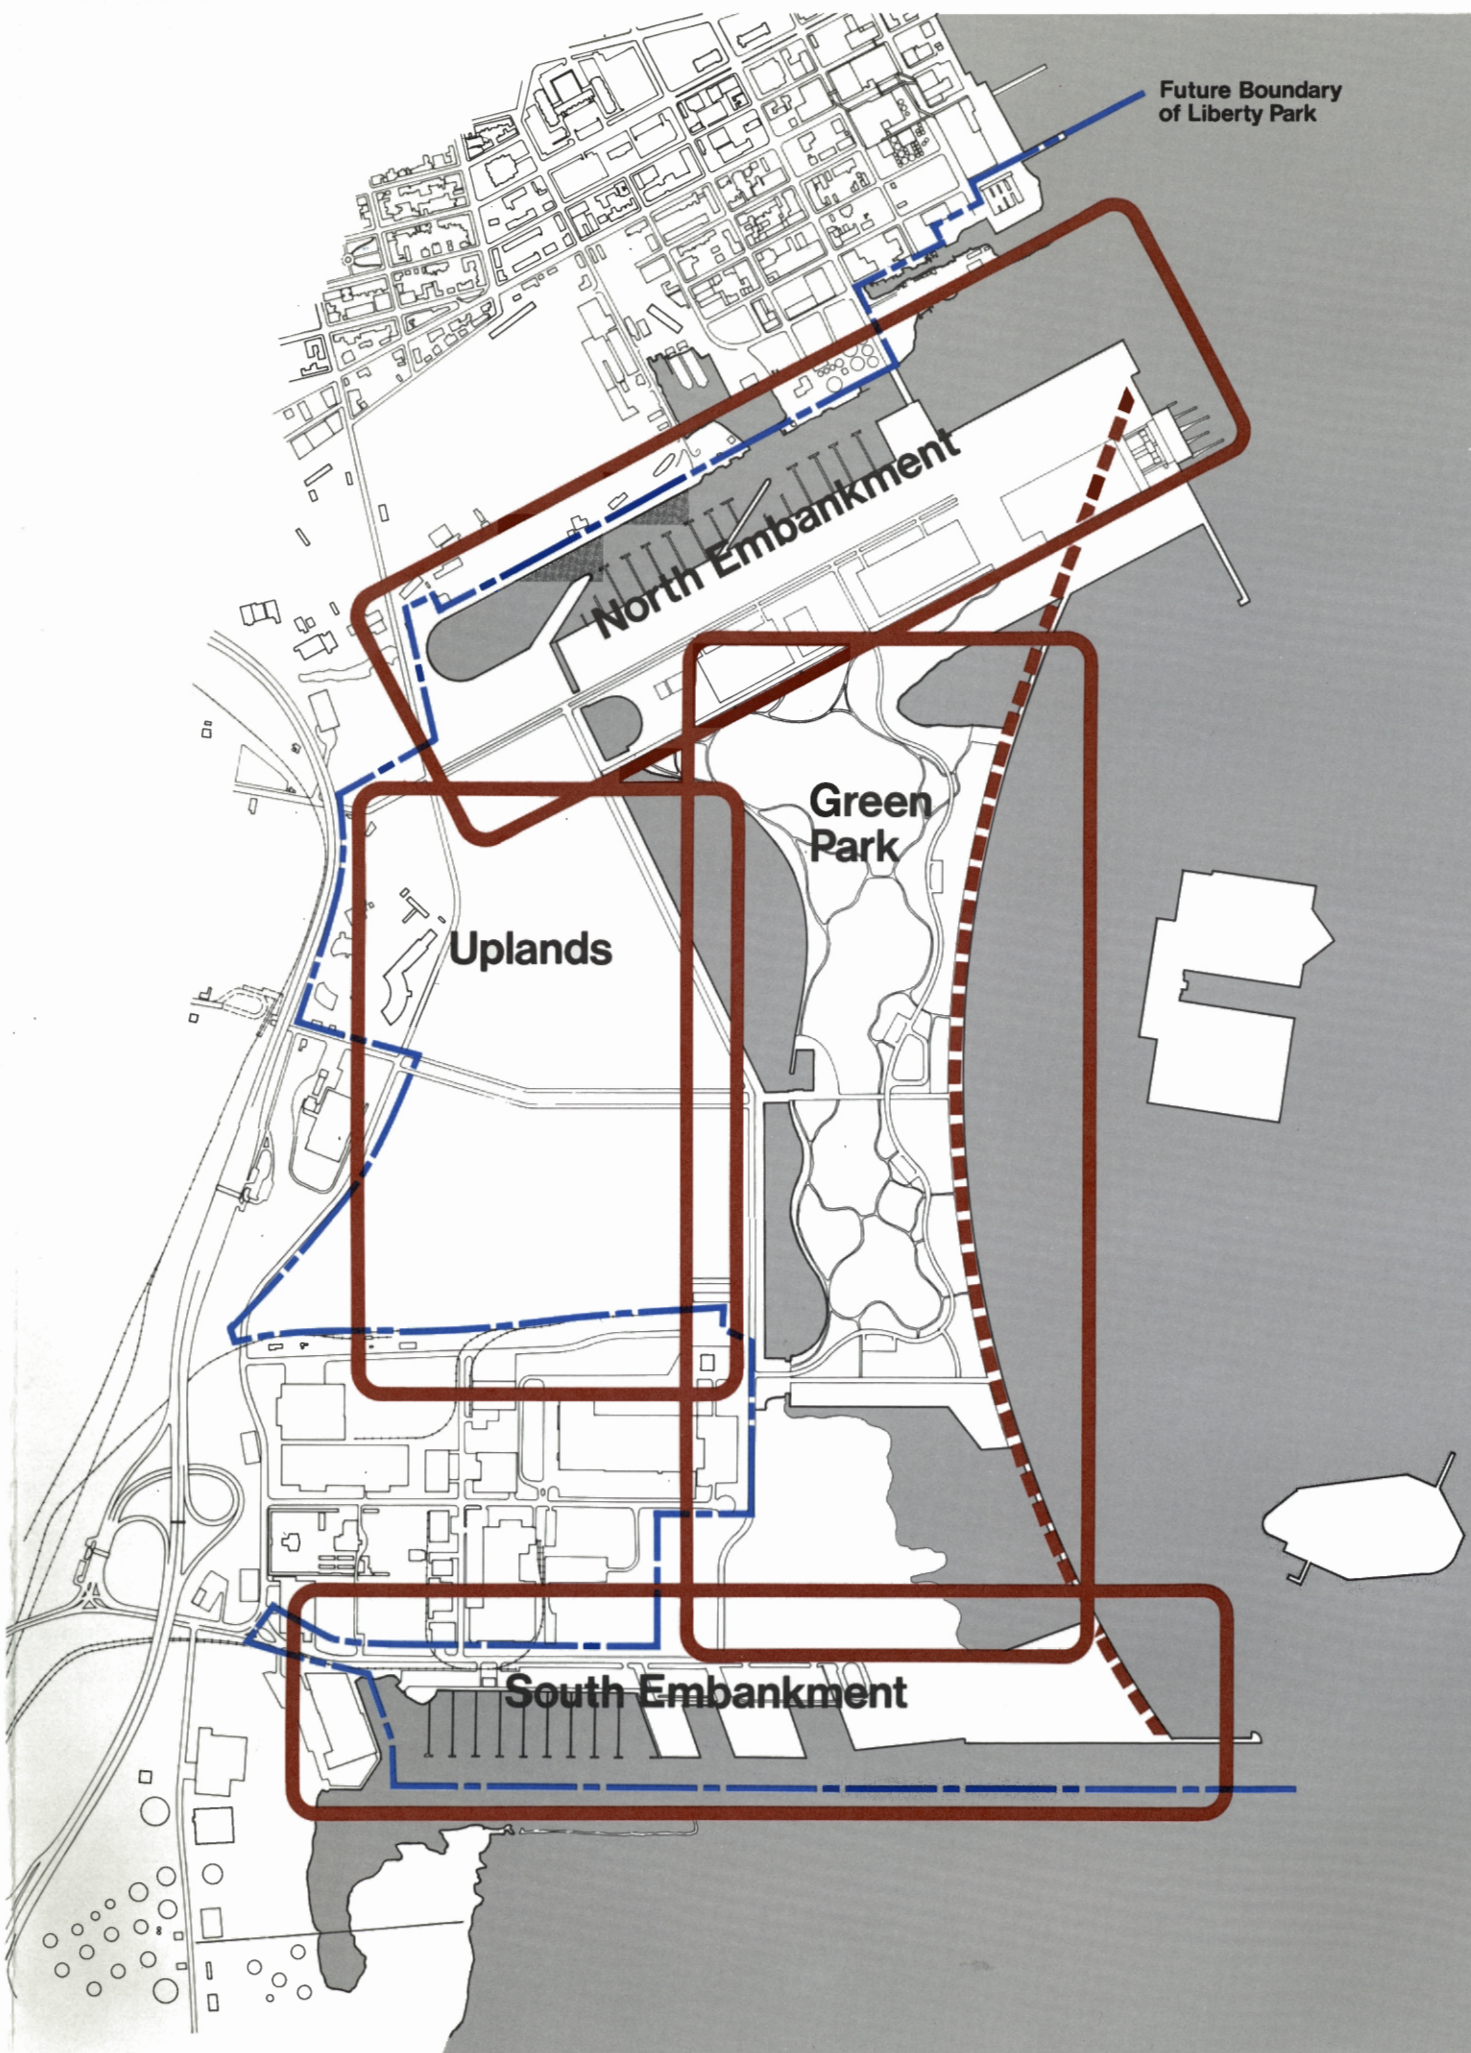 Future Boundary
of Liberty Park
North Embankment
Green
Park
Uplands
South Embankment